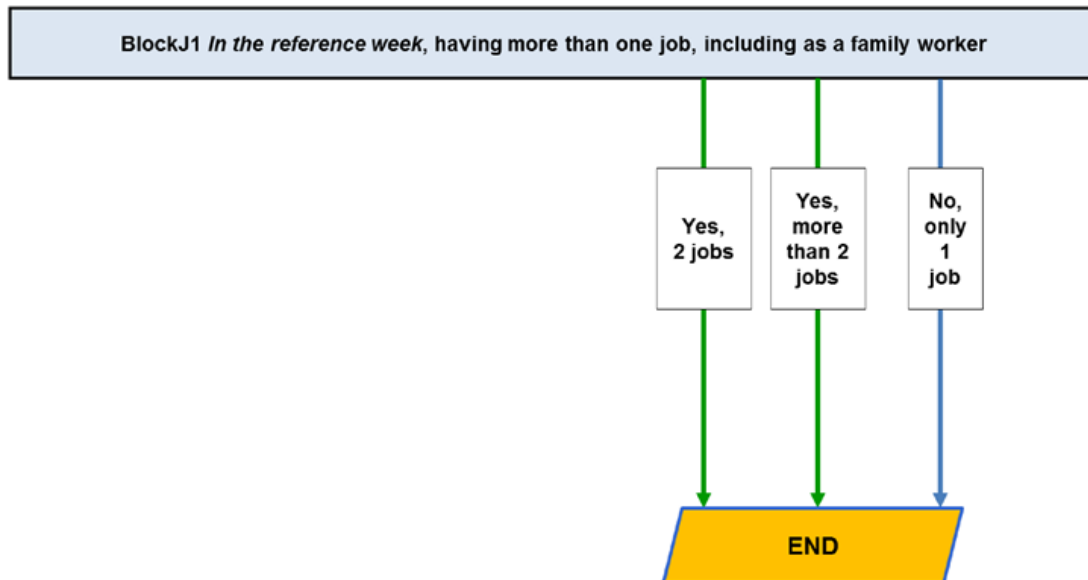 BlockJ1 In the reference week, having more than one job, including as a family worker
Yes,
2 jobs
Yes,
more
than 2
jobs
No,
only
1
job
END